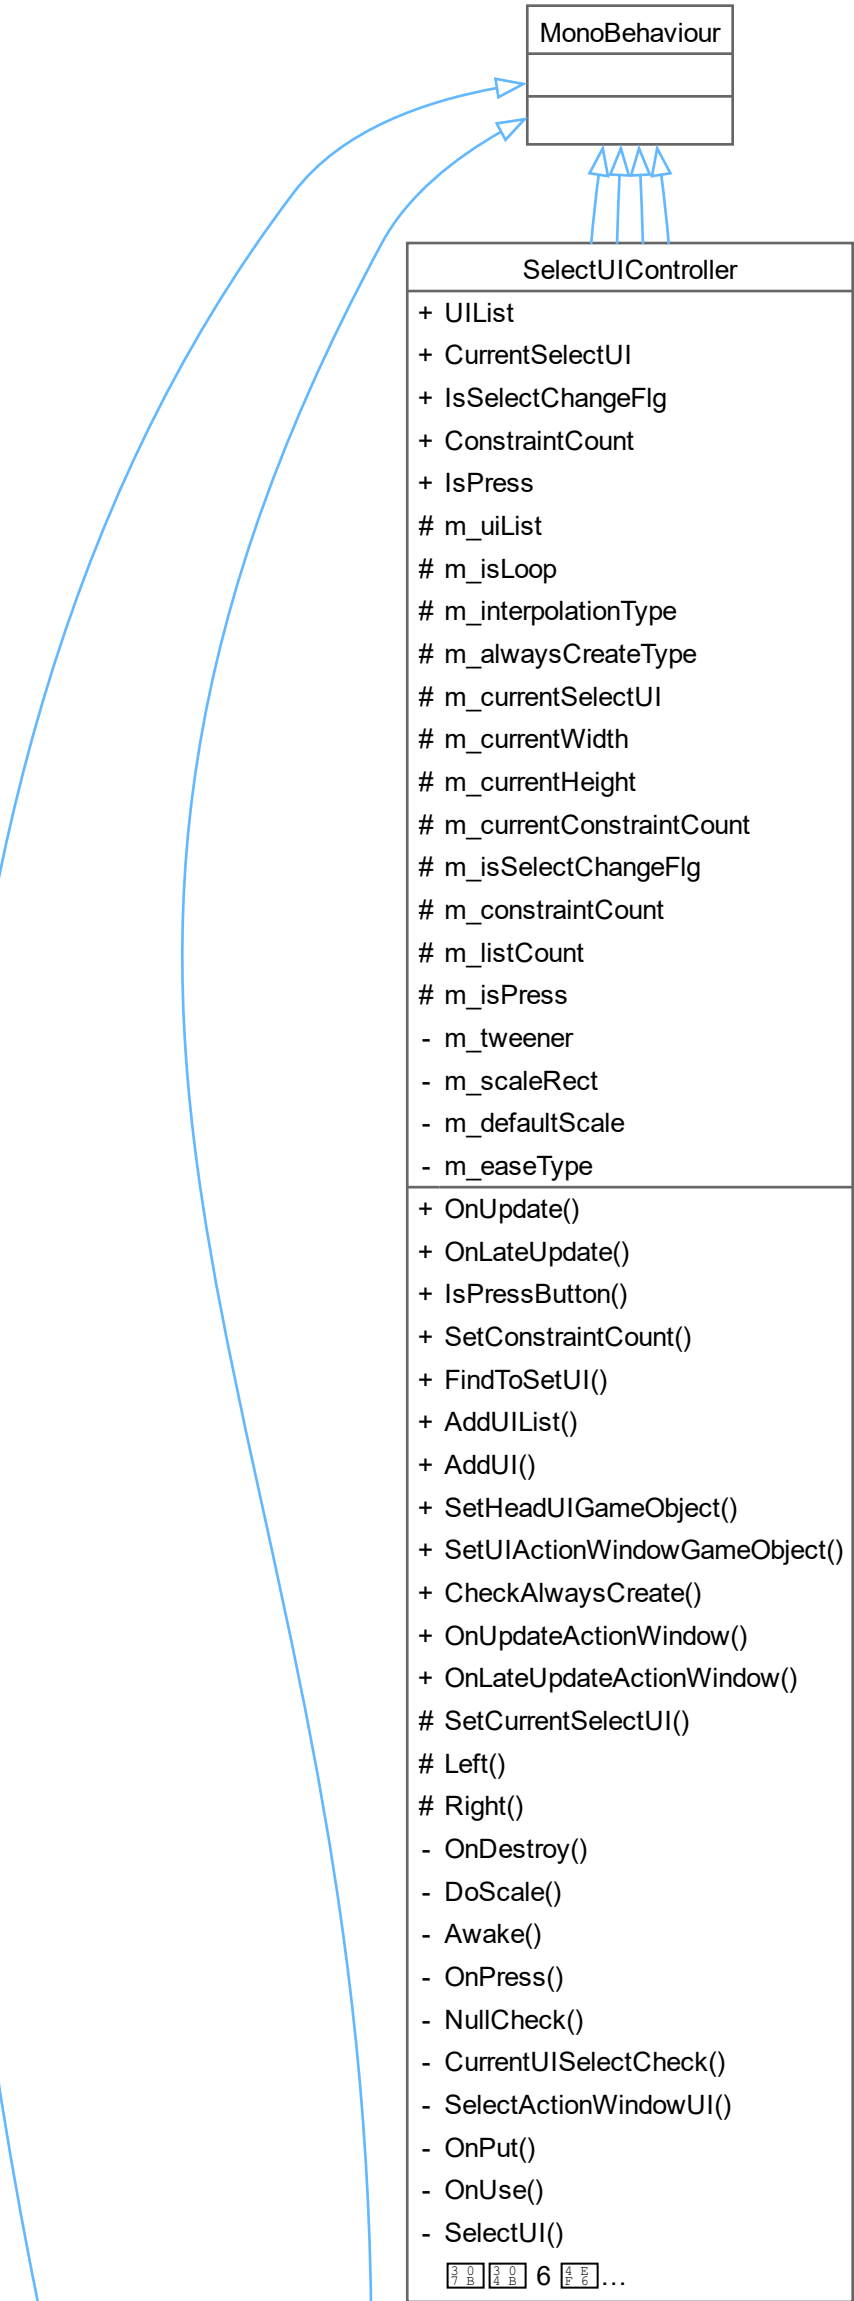 MonoBehaviour
SelectUIController
+ UIList
+ CurrentSelectUI
+ IsSelectChangeFlg
+ ConstraintCount
+ IsPress
# m_uiList
# m_isLoop
# m_interpolationType
# m_alwaysCreateType
# m_currentSelectUI
# m_currentWidth
# m_currentHeight
# m_currentConstraintCount
# m_isSelectChangeFlg
# m_constraintCount
# m_listCount
# m_isPress
- m_tweener
- m_scaleRect
- m_defaultScale
- m_easeType
+ OnUpdate()
+ OnLateUpdate()
+ IsPressButton()
+ SetConstraintCount()
+ FindToSetUI()
+ AddUIList()
+ AddUI()
+ SetHeadUIGameObject()
+ SetUIActionWindowGameObject()
+ CheckAlwaysCreate()
+ OnUpdateActionWindow()
+ OnLateUpdateActionWindow()
# SetCurrentSelectUI()
# Left()
# Right()
- OnDestroy()
- DoScale()
- Awake()
- OnPress()
- NullCheck()
- CurrentUISelectCheck()
- SelectActionWindowUI()
- OnPut()
- OnUse()
- SelectUI()
6 ...